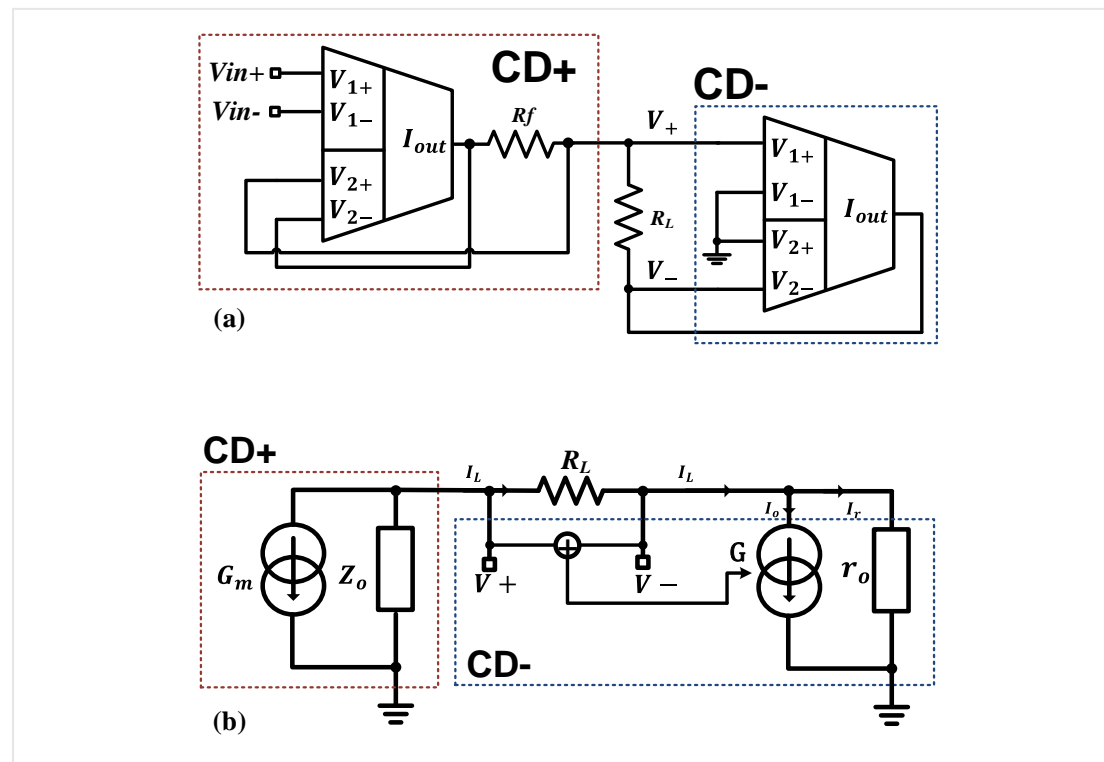 CD+
Vin+
Vin-
V1+
V1-
V2+
V2-
Iout
Rf
V+
RL
V−
CD-
V1+
V1-
V2+
V2-
Iout
(a)
CD+
Gm
Zo
IL
RL
IL
Io
Ir
V +
V −
G
ro
CD-
(b)